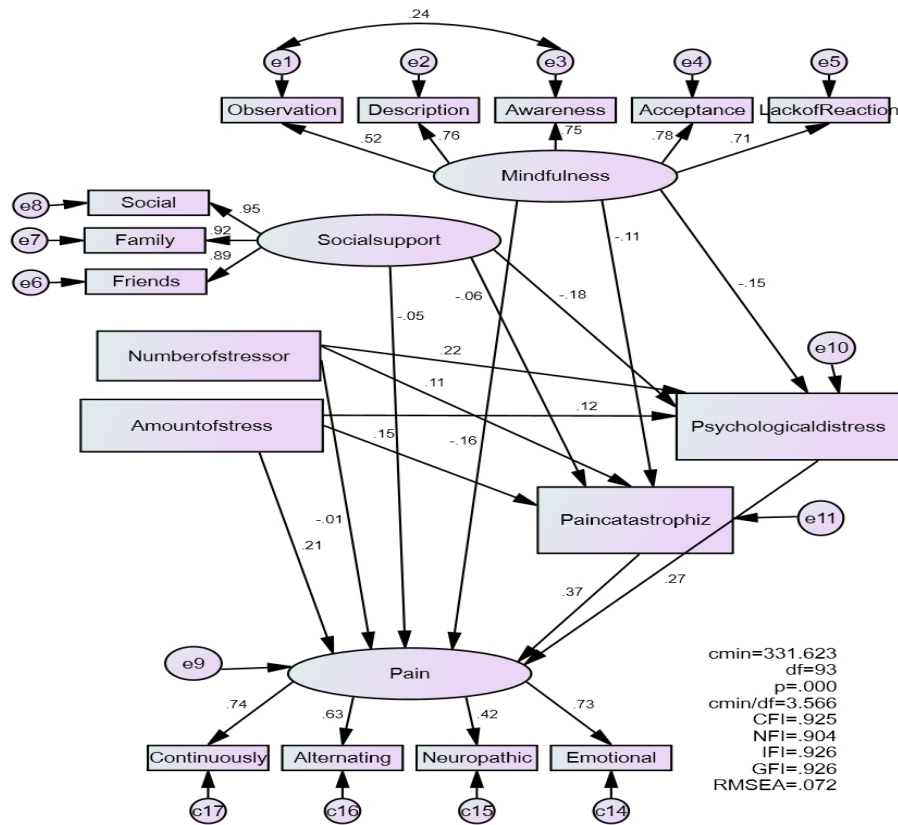 .24
e1
e2
e3
e4
e5
Observation
Description
Awareness
Acceptance
LackofReaction
.52
.76
.75
.78
.71
Mindfulness
e8
Social
.95
e7
Family
.92
Socialsupport
e6
Friends
.89
-.11
-.06
-.18
-.15
-.05
Numberofstressor
.22
e10
.11
Amountofstress
.12
Psychologicaldistress
.15
-.16
Paincatastrophiz
e11
-.01
.21
.37
.27
e9
Pain
.74
.63
.42
.73
Continuously
Alternating
Neuropathic
Emotional
c17
c16
c15
c14
cmin=331.623
df=93
p=.000
cmin/df=3.566
CFI=.925
NFI=.904
IFI=.926
GFI=.926
RMSEA=.072